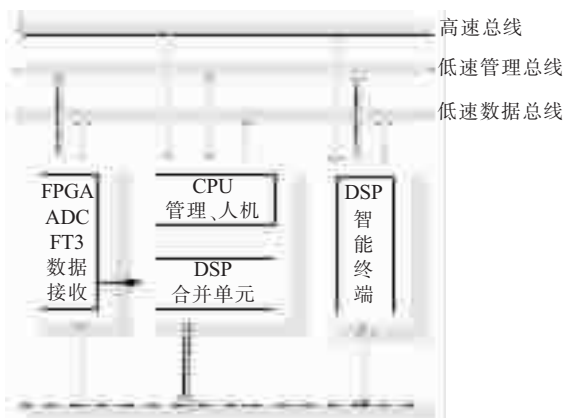 高速总线
低速管理总线
低速数据总线
FPGA
ADC
FT3
数据
接收
CPU
管理、人机
DSP
合并单元
DSP
智
能
终
端